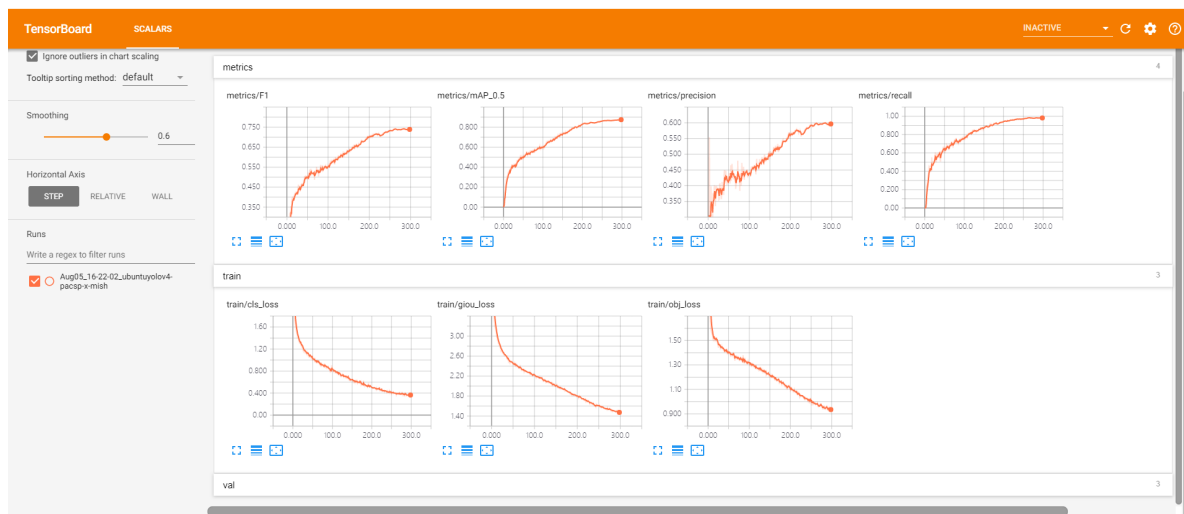 TensorBoard SCALARS INACTIVE
Ignore outliers in chart scaling
Tooltip sorting method: default
Smoothing
0.6
Horizontal Axis
STEP RELATIVE WALL
Runs
Write a regex to filter runs
Aug05_16-22-02_ubuntuyolov4-
pacsp-x-mish
metrics 4
metrics/F1
0.750
0.650
0.550
0.450
0.350
0.000 100.0 200.0 300.0
metrics/mAP_0.5
0.800
0.600
0.400
0.200
0.00
0.000 100.0 200.0 300.0
metrics/precision
0.600
0.550
0.500
0.450
0.400
0.350
0.000 100.0 200.0 300.0
metrics/recall
1.00
0.800
0.600
0.400
0.200
0.00
0.000 100.0 200.0 300.0
train 3
train/cls_loss
1.60
1.20
0.800
0.400
0.00
0.000 100.0 200.0 300.0
train/giou_loss
3.00
2.60
2.20
1.80
1.40
0.000 100.0 200.0 300.0
train/obj_loss
1.50
1.30
1.10
0.900
0.000 100.0 200.0 300.0
val 3